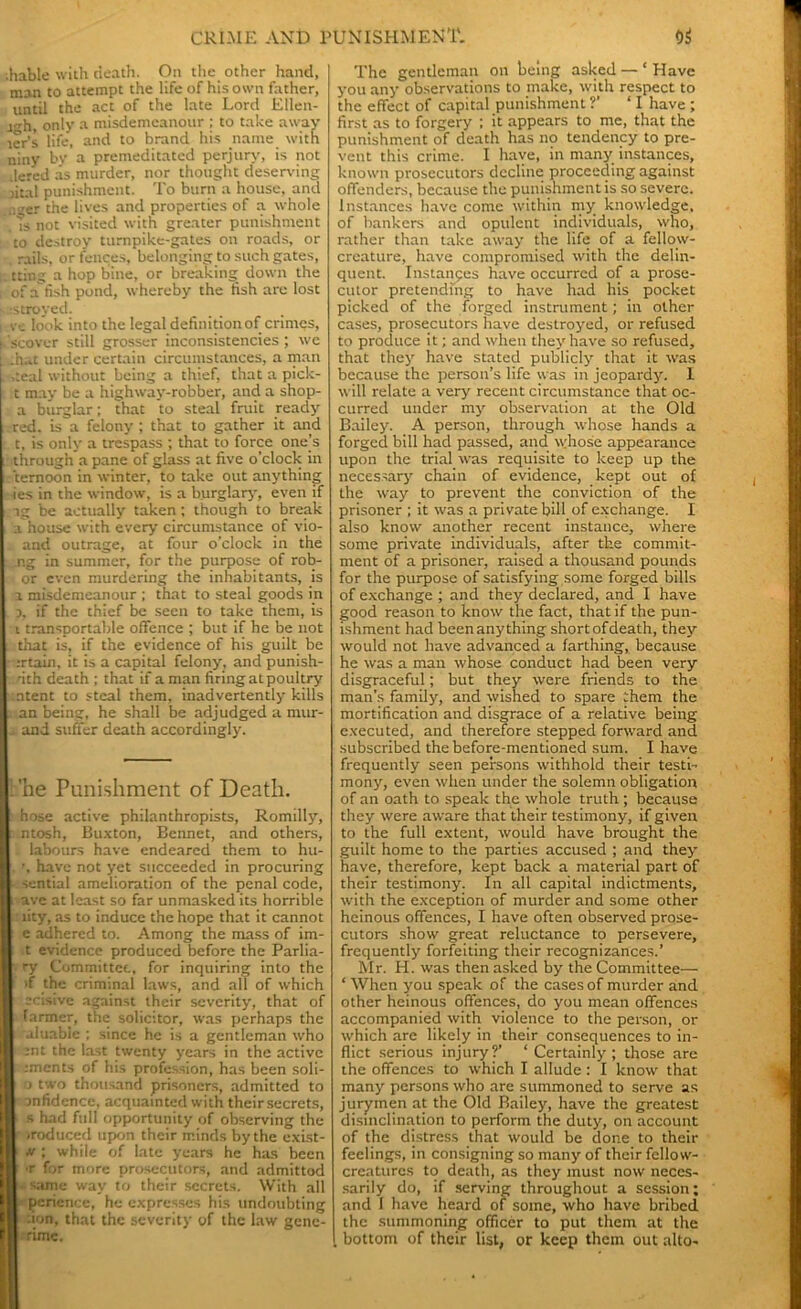 CRIME AND PUNISHMENT. 95
.hable with death. On the other hand,
man to attempt the life of his own father,
until the act of the late Lord Ellen-
igh, only a misdemeanour ; to take away
ier's life, and to brand his name with
niny by a premeditated perjury, is not
.lered as murder, nor thought deserving
ital punishment. To burn a house, and
ger the lives and properties of a whole
is not visited with greater punishment
to destroy turnpike-gates on roads, or
rails, or fences, belonging to such gates,
tting a hop bine, or breaking down the
of a fish pond, whereby the fish are lost
stroyed.
ve look into the legal definition of crimes,
scover still grosser inconsistencies ; we
hat under certain circumstances, a man
teal without being a thief, that a pick-
t may be a highway-robber, and a shop-
a burglar; that to steal fruit ready
red, is a felony ; that to gather it and
t, is only a trespass ; that to force one's
through a pane of glass at five o'clock in
ternoon in winter, to take out anything
ies in the window, is a burglary, even if
ng be actually taken ; though to break
a house with every circumstance of vio-
and outrage, at four o'clock in the
ng in summer, for the purpose of rob-
or even murdering the inhabitants, is
a misdemeanour ; that to steal goods in
), if the thief be seen to take them, is
i transportable offence ; but if he be not
that is, if the evidence of his guilt be
ertain, it is a capital felony, and punish-
ith death ; that if a man firing at poultry
ntent to steal them, inadvertently kills
an being, he shall be adjudged a mur-
and suffer death accordingly.
'he Punishment of Death.
hose active philanthropists, Romilly,
ntosh, Buxton, Bennet, and others,
labours have endeared them to hu-
', have not yet succeeded in procuring
sential amelioration of the penal code,
ave at least so far unmasked its horrible
nity, as to induce the hope that it cannot
e adhered to. Among the mass of im-
t evidence produced before the Parlia-
ry Committee, for inquiring into the
of the criminal laws, and all of which
ecisive against their severity, that of
farmer, the solicitor, was perhaps the
aluable ; since he is a gentleman who
ent the last twenty years in the active
ements of his profession, has been soli-
o two thousand prisoners, admitted to
onfidence, acquainted with their secrets,
s had full opportunity of observing the
produced upon their minds by the exist-
w ; while of late years he has been
r for more prosecutors, and admittod
same way to their secrets. With all
perience, he expresses his undoubting
ion, that the severity of the law gene-
rime.
The gentleman on being asked — ‘ Have
you any observations to make, with respect to
the effect of capital punishment ?’ ‘ I have ;
first as to forgery ; it appears to me, that the
punishment of death has no tendency to pre-
vent this crime. I have, in many instances,
known prosecutors decline proceeding against
offenders, because the punishment is so severe.
Instances have come within my knowledge,
of bankers and opulent individuals, who,
rather than take away the life of a fellow-
creature, have compromised with the delin-
quent. Instances have occurred of a prose-
cutor pretending to have had his pocket
picked of the forged instrument ; in other
cases, prosecutors have destroyed, or refused
to produce it ; and when they have so refused,
that they have stated publicly that it was
because the person's life was in jeopardy. I
will relate a very recent circumstance that oc-
curred under my observation at the Old
Bailey. A person, through whose hands a
forged bill had passed, and whose appearance
upon the trial was requisite to keep up the
necessary chain of evidence, kept out of
the way to prevent the conviction of the
prisoner ; it was a private bill of exchange. I
also know another recent instance, where
some private individuals, after the commit-
ment of a prisoner, raised a thousand pounds
for the purpose of satisfying some forged bills
of exchange ; and they declared, and I have
good reason to know the fact, that if the pun-
ishment had been anything short of death, they
would not have advanced a farthing, because
he was a man whose conduct had been very
disgraceful ; but they were friends to the
man's family, and wished to spare them the
mortification and disgrace of a relative being
executed, and therefore stepped forward and
subscribed the before-mentioned sum. I have
frequently seen persons withhold their testi-
mony, even when under the solemn obligation
of an oath to speak the whole truth ; because
they were aware that their testimony, if given
to the full extent, would have brought the
guilt home to the parties accused ; and they
have, therefore, kept back a material part of
their testimony. In all capital indictments,
with the exception of murder and some other
heinous offences, I have often observed prose-
cutors show great reluctance to persevere,
frequently forfeiting their recognizances.’
Mr. H. was then asked by the Committee—
‘ When you speak of the cases of murder and
other heinous offences, do you mean offences
accompanied with violence to the person, or
which are likely in their consequences to in-
flict serious injury ?’ ‘ Certainly ; those are
the offences to which I allude : I know that
many persons who are summoned to serve as
jurymen at the Old Bailey, have the greatest
disinclination to perform the duty, on account
of the distress that would be done to their
feelings, in consigning so many of their fellow-
creatures to death, as they must now neces-
sarily do, if serving throughout a session ;
and I have heard of some, who have bribed
the summoning officer to put them at the
bottom of their list, or keep them out alto-